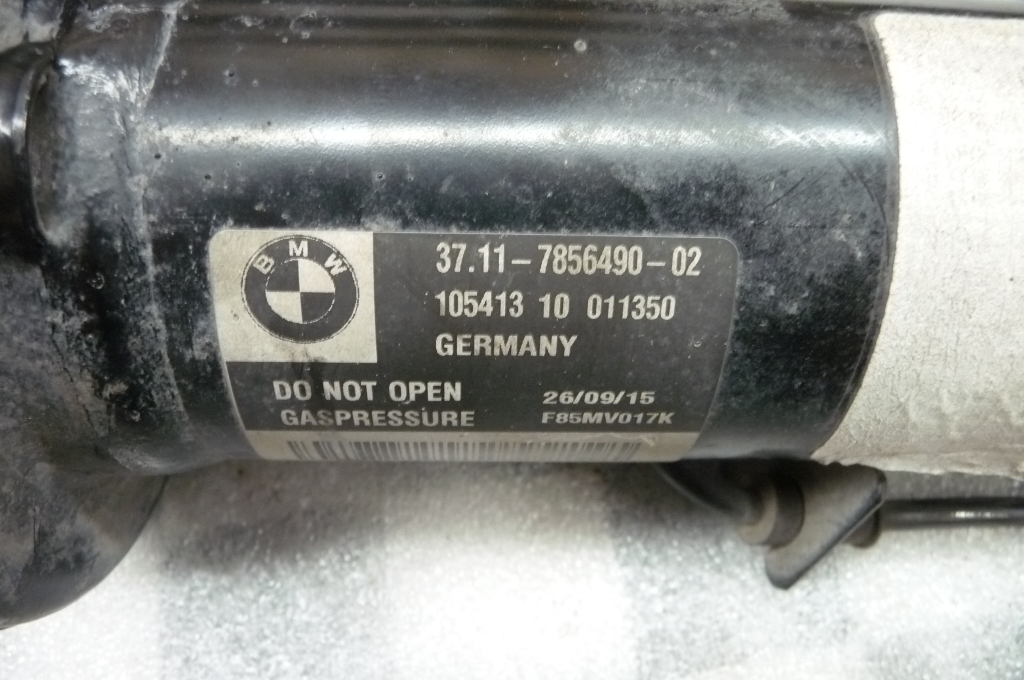 BMW
37.11-7856490-02
105413 10 011350
GERMANY
DO NOT OPEN
GASPRESSURE
26/09/15
F85MV017K